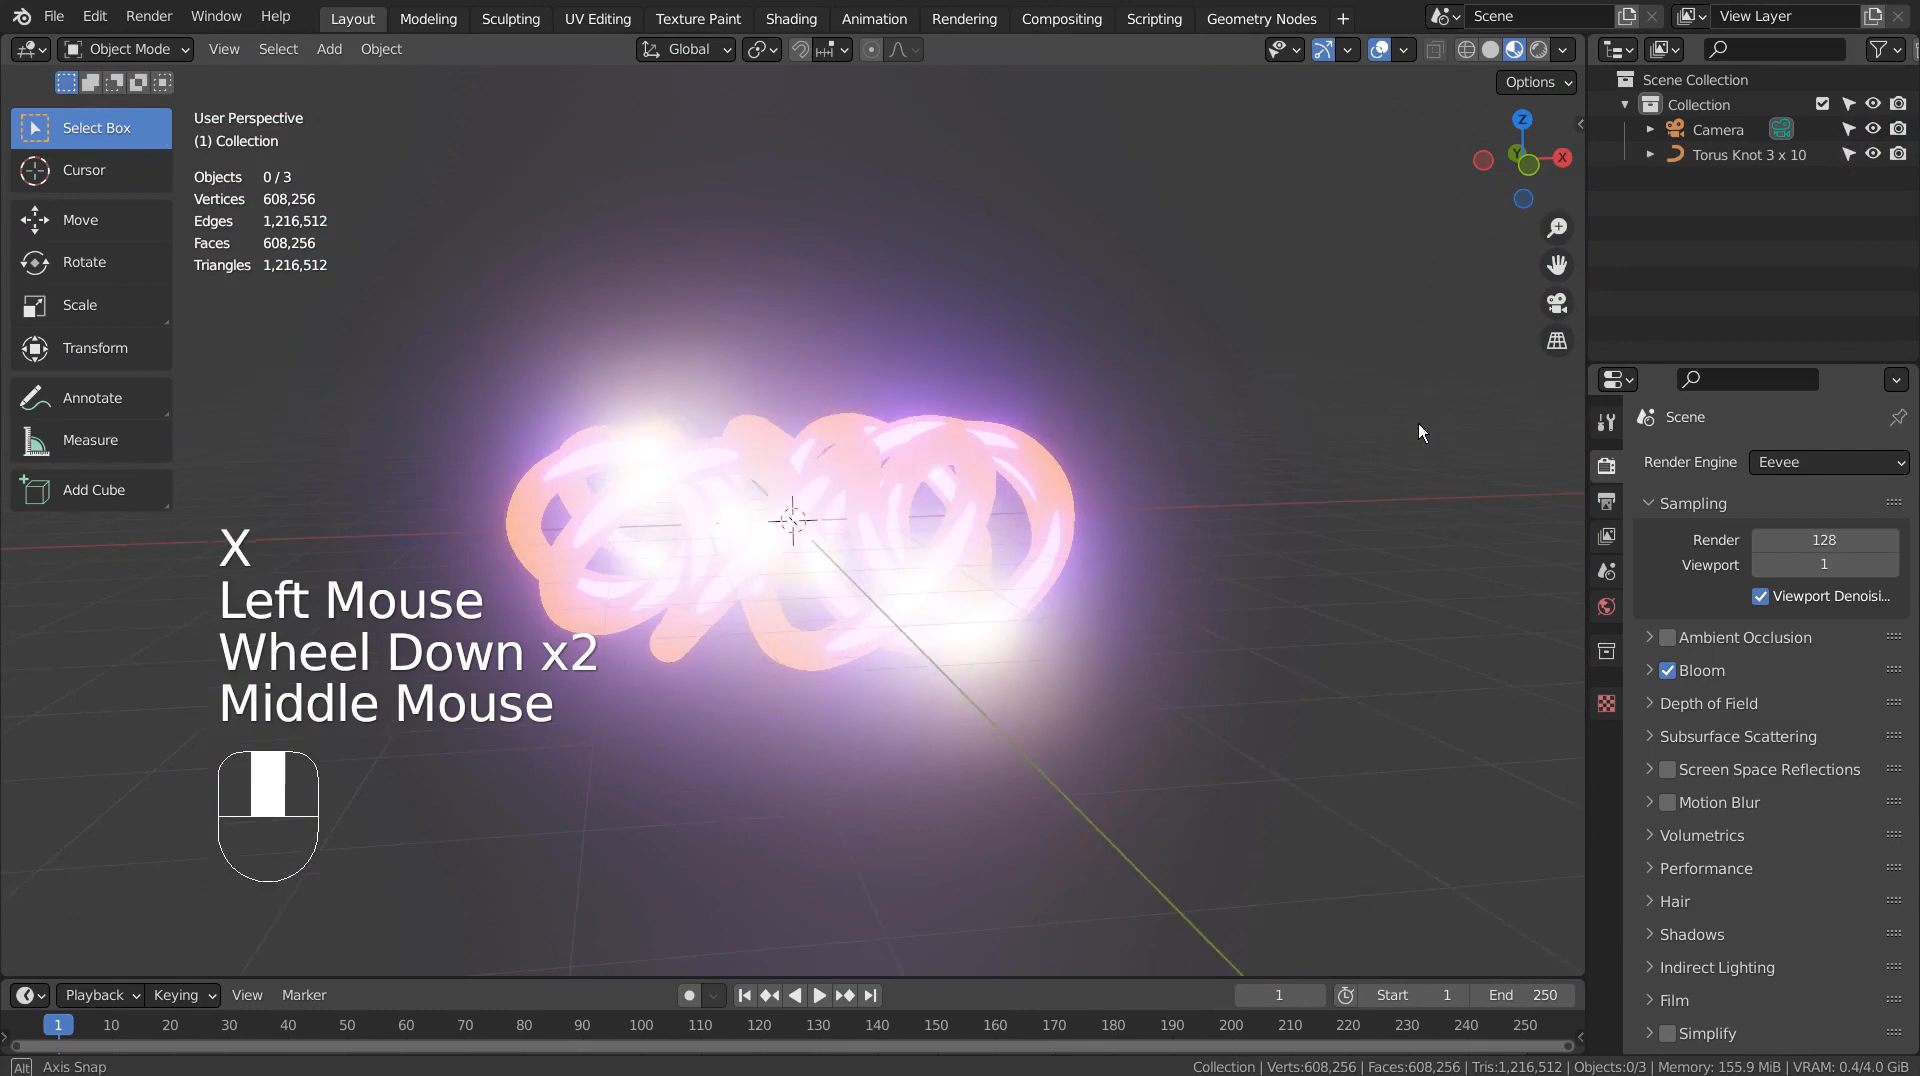 File Edit Render Window Help Layout Modeling Sculpting UV Editing Texture Paint Shading Animation Rendering Compositing Scripting Geometry Nodes + Scene View Layer
Object Mode View Select Add Object Global
Options
Select Box
Cursor
Move
Rotate
Scale
Transform
Annotate
Measure
Add Cube
User Perspective
(1) Collection
Objects 0 / 3
Vertices 608,256
Edges 1,216,512
Faces 608,256
Triangles 1,216,512
Z
Y
X
X
Left Mouse
Wheel Down x2
Middle Mouse
Scene Collection
Collection
Camera
Torus Knot 3 x 10
Scene
Render Engine Eevee
Sampling
Render 128
Viewport 1
Viewport Denoisi...
Ambient Occlusion
Bloom
Depth of Field
Subsurface Scattering
Screen Space Reflections
Motion Blur
Volumetrics
Performance
Hair
Shadows
Indirect Lighting
Film
Simplify
Playback Keying View Marker 1 Start 1 End 250
1 10 20 30 40 50 60 70 80 90 100 110 120 130 140 150 160 170 180 190 200 210 220 230 240 250
Alt Axis Snap
Collection | Verts:608,256 | Faces:608,256 | Tris:1,216,512 | Objects:0/3 | Memory: 155.9 MiB | VRAM: 0.4/4.0 GiB